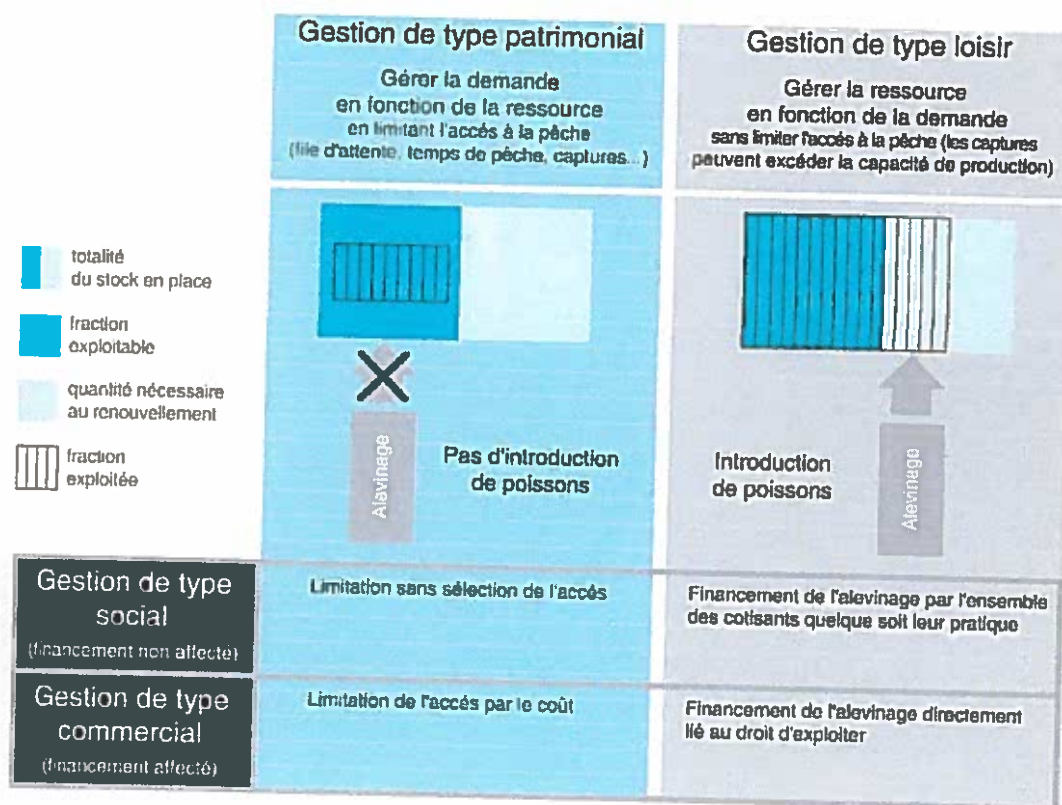 Gestion de type patrimonial
Gérer la demande
en fonction de la ressource
en limitant l'accés à la pêche
(file d'attente, temps de pêche, captures...)
Gestion de type loisir
Gérer la ressource
en fonction de la demande
sans limiter l'accés à la pêche (les captures
peuvent excéder la capacité de production)
totalité
du stock en place
fraction
exploitable
quantité nécessaire
au renouvellement
fraction
exploitée
Alevinage
Pas d'introduction
de poissons
Introduction
de poissons
Alevinage
Gestion de type
social
(financement non affecté)
Limitation sans sélection de l'accés
Financement de l'alevinage par l'ensemble
des cotisants quelque soit leur pratique
Gestion de type
commercial
(financement affecté)
Limitation de l'accés par le coût
Financement de l'alevinage directement
lié au droit d'exploiter